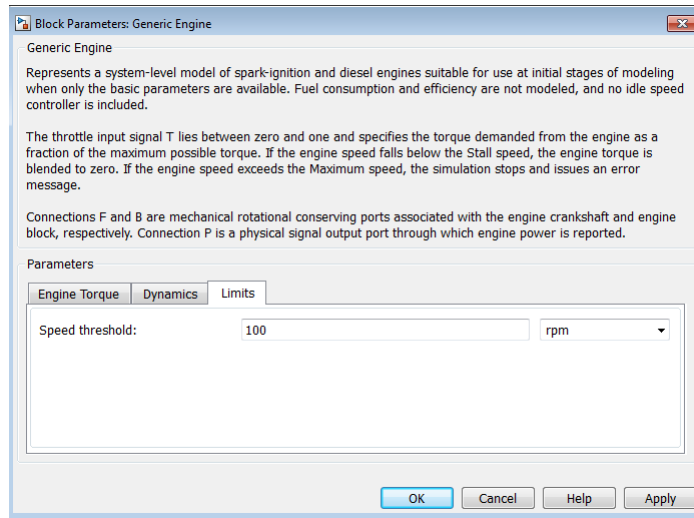 Block Parameters: Generic Engine
Generic Engine
Represents a system-level model of spark-ignition and diesel engines suitable for use at initial stages of modeling
when only the basic parameters are available. Fuel consumption and efficiency are not modeled, and no idle speed
controller is included.
The throttle input signal T lies between zero and one and specifies the torque demanded from the engine as a
fraction of the maximum possible torque. If the engine speed falls below the Stall speed, the engine torque is
blended to zero. If the engine speed exceeds the Maximum speed, the simulation stops and issues an error
message.
Connections F and B are mechanical rotational conserving ports associated with the engine crankshaft and engine
block, respectively. Connection P is a physical signal output port through which engine power is reported.
Parameters
Engine Torque Dynamics Limits
Speed threshold: 100 rpm
OK Cancel Help Apply